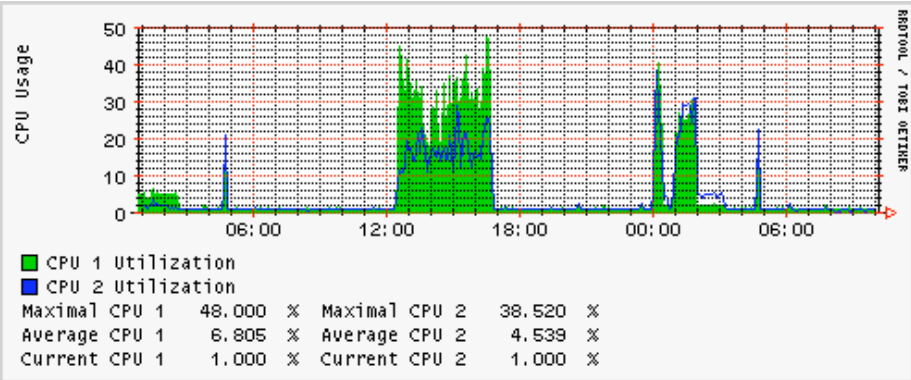 CPU Usage
50
40
30
20
10
0
06:00 12:00 18:00 00:00 06:00
RRDTOOL / TOBI OETIKER
CPU 1 Utilization
CPU 2 Utilization
Maximal CPU 1 48.000 % Maximal CPU 2 38.520 %
Average CPU 1 6.805 % Average CPU 2 4.539 %
Current CPU 1 1.000 % Current CPU 2 1.000 %